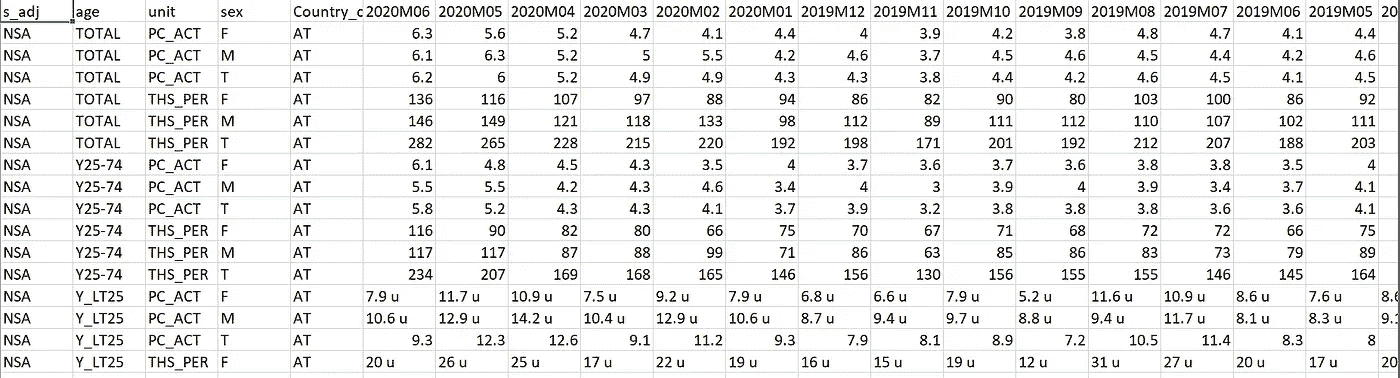 s_adj age unit sex Country_c 2020M06 2020M05 2020M04 2020M03 2020M02 2020M01 2019M12 2019M11 2019M10 2019M09 2019M08 2019M07 2019M06 2019M05 20
NSA TOTAL PC_ACT F AT 6.3 5.6 5.2 4.7 4.1 4.4 4 3.9 4.2 3.8 4.8 4.7 4.1 4.4
NSA TOTAL PC_ACT M AT 6.1 6.3 5.2 5 5.5 4.2 4.6 3.7 4.5 4.6 4.5 4.4 4.2 4.6
NSA TOTAL PC_ACT T AT 6.2 6 5.2 4.9 4.9 4.3 4.3 3.8 4.4 4.2 4.6 4.5 4.1 4.5
NSA TOTAL THS_PER F AT 136 116 107 97 88 94 86 82 90 80 103 100 86 92
NSA TOTAL THS_PER M AT 146 149 121 118 133 98 112 89 111 112 110 107 102 111
NSA TOTAL THS_PER T AT 282 265 228 215 220 192 198 171 201 192 212 207 188 203
NSA Y25-74 PC_ACT F AT 6.1 4.8 4.5 4.3 3.5 4 3.7 3.6 3.7 3.6 3.8 3.8 3.5 4
NSA Y25-74 PC_ACT M AT 5.5 5.5 4.2 4.3 4.6 3.4 4 3 3.9 4 3.9 3.4 3.7 4.1
NSA Y25-74 PC_ACT T AT 5.8 5.2 4.3 4.3 4.1 3.7 3.9 3.2 3.8 3.8 3.8 3.6 3.6 4.1
NSA Y25-74 THS_PER F AT 116 90 82 80 66 75 70 67 71 68 72 72 66 75
NSA Y25-74 THS_PER M AT 117 117 87 88 99 71 86 63 85 86 83 73 79 89
NSA Y25-74 THS_PER T AT 234 207 169 168 165 146 156 130 156 155 155 146 145 164
NSA Y_LT25 PC_ACT F AT 7.9 u 11.7 u 10.9 u 7.5 u 9.2 u 7.9 u 6.8 u 6.6 u 7.9 u 5.2 u 11.6 u 10.9 u 8.6 u 7.6 u 8.6
NSA Y_LT25 PC_ACT M AT 10.6 u 12.9 u 14.2 u 10.4 u 12.9 u 10.6 u 8.7 u 9.4 u 9.7 u 8.8 u 9.4 u 11.7 u 8.1 u 8.3 u 9.1
NSA Y_LT25 PC_ACT T AT 9.3 12.3 12.6 9.1 11.2 9.3 7.9 8.1 8.9 7.2 10.5 11.4 8.3 8
NSA Y_LT25 THS_PER F AT 20 u 26 u 25 u 17 u 22 u 19 u 16 u 15 u 19 u 12 u 31 u 27 u 20 u 17 u 20